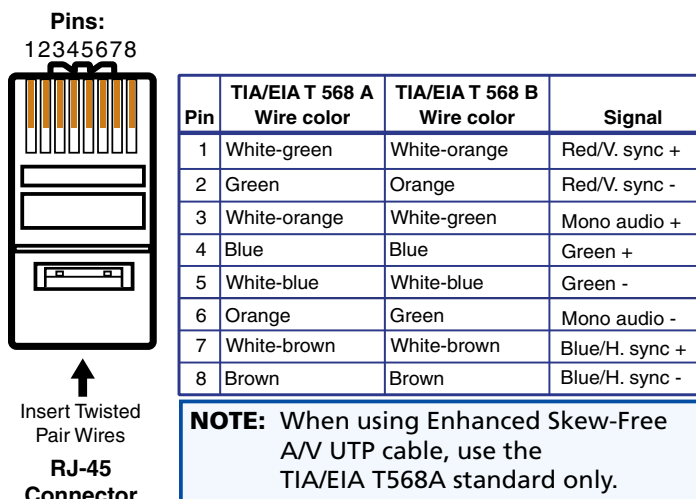 Pins:
12345678
Insert Twisted
Pair Wires
RJ-45
Connector
Pin TIA/EIA T 568 A Wire color TIA/EIA T 568 B Wire color Signal
1 White-green White-orange Red/V. sync +
2 Green Orange Red/V. sync -
3 White-orange White-green Mono audio +
4 Blue Blue Green +
5 White-blue White-blue Green -
6 Orange Green Mono audio -
7 White-brown White-brown Blue/H. sync +
8 Brown Brown Blue/H. sync -
NOTE: When using Enhanced Skew-Free
A/V UTP cable, use the
TIA/EIA T568A standard only.